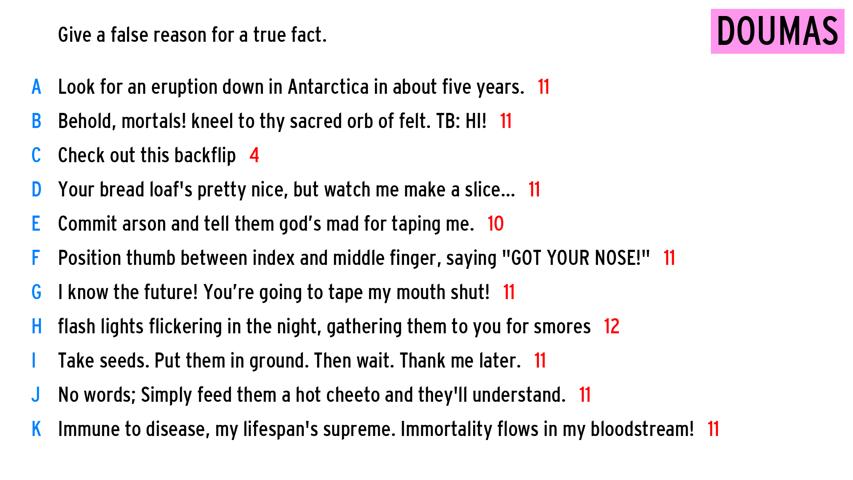 Give a false reason for a true fact.
DOUMAS
A Look for an eruption down in Antarctica in about five years. 11
B Behold, mortals! kneel to thy sacred orb of felt. TB: HI! 11
C Check out this backflip 4
D Your bread loaf's pretty nice, but watch me make a slice... 11
E Commit arson and tell them god’s mad for taping me. 10
F Position thumb between index and middle finger, saying "GOT YOUR NOSE!" 11
G I know the future! You’re going to tape my mouth shut! 11
H flash lights flickering in the night, gathering them to you for smores 12
I Take seeds. Put them in ground. Then wait. Thank me later. 11
J No words; Simply feed them a hot cheeto and they'll understand. 11
K Immune to disease, my lifespan's supreme. Immortality flows in my bloodstream! 11